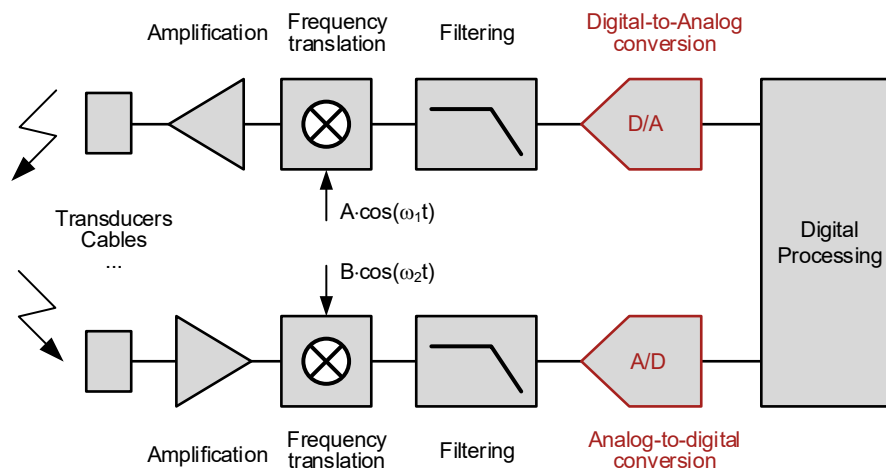 Amplification
Frequency
translation
Filtering
Digital-to-Analog
conversion
D/A
A·cos(ω₁t)
Transducers
Cables
...
Digital
Processing
B·cos(ω₂t)
A/D
Amplification
Frequency
translation
Filtering
Analog-to-digital
conversion